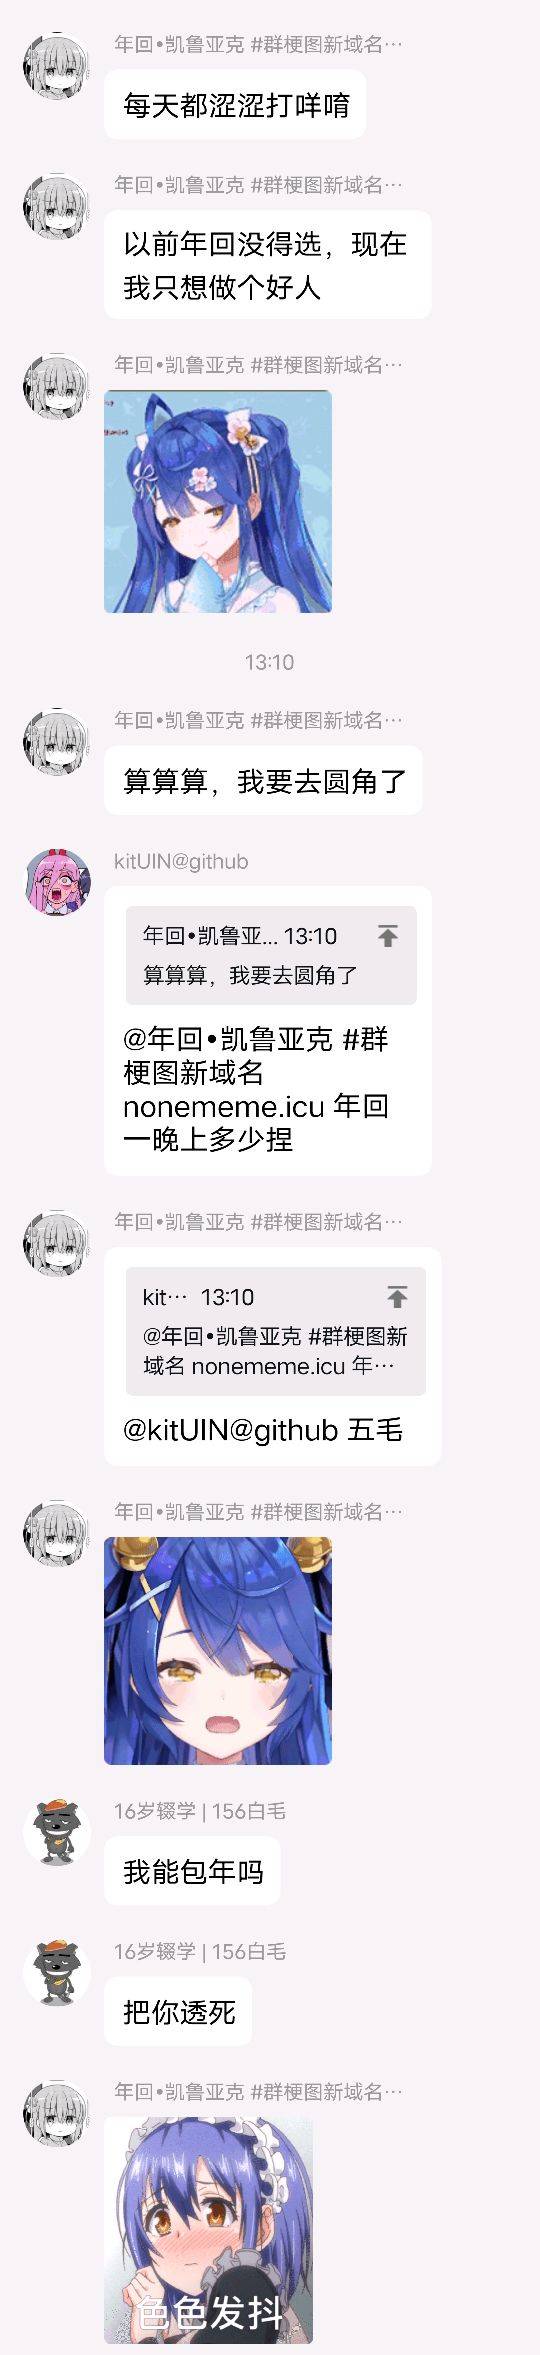 年回•凯鲁亚克 #群梗图新域名…
每天都涩涩打咩唷
年回•凯鲁亚克 #群梗图新域名…
以前年回没得选，现在
我只想做个好人
年回•凯鲁亚克 #群梗图新域名…
13:10
年回•凯鲁亚克 #群梗图新域名…
算算算，我要去圆角了
kitUIN@github
年回•凯鲁亚... 13:10
算算算，我要去圆角了
@年回•凯鲁亚克 #群
梗图新域名
nonememe.icu 年回
一晚上多少捏
年回•凯鲁亚克 #群梗图新域名…
kit… 13:10
@年回•凯鲁亚克 #群梗图新
域名 nonememe.icu 年…
@kitUIN@github 五毛
年回•凯鲁亚克 #群梗图新域名…
16岁辍学 | 156白毛
我能包年吗
16岁辍学 | 156白毛
把你透死
年回•凯鲁亚克 #群梗图新域名…
色色发抖